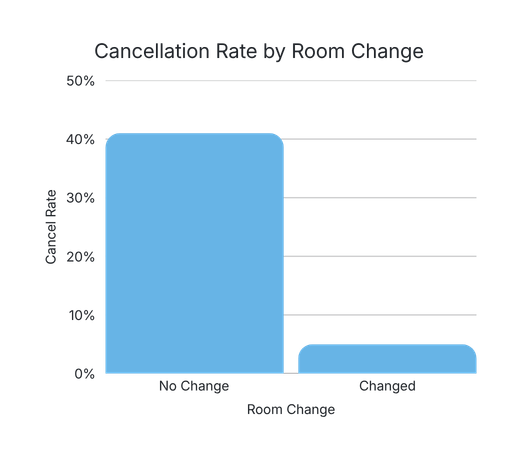 Cancellation Rate by Room Change
50%
40%
30%
20%
10%
0%
Cancel Rate
No Change
Changed
Room Change